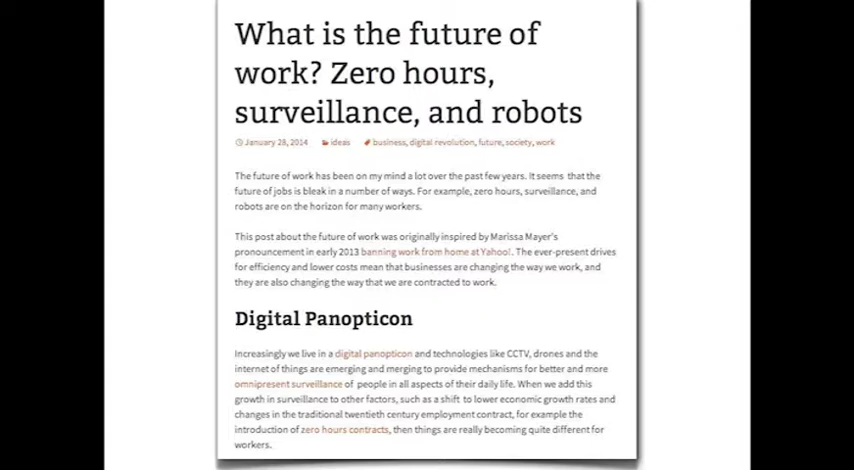 What is the future of
work? Zero hours,
surveillance, and robots
January 28, 2014 ideas business, digital revolution, future, society, work
The future of work has been on my mind a lot over the past few years. It seems that the
future of jobs is bleak in a number of ways. For example, zero hours, surveillance, and
robots are on the horizon for many workers.
This post about the future of work was originally inspired by Marissa Mayer's
pronouncement in early 2013 banning work from home at Yahoo!. The ever-present drives
for efficiency and lower costs mean that businesses are changing the way we work, and
they are also changing the way that we are contracted to work.
Digital Panopticon
Increasingly we live in a digital panopticon and technologies like CCTV, drones and the
internet of things are emerging and merging to provide mechanisms for better and more
omnipresent surveillance of people in all aspects of their daily life. When we add this
growth in surveillance to other factors, such as a shift to lower economic growth rates and
changes in the traditional twentieth century employment contract, for example the
introduction of zero hours contracts, then things are really becoming quite different for
workers.